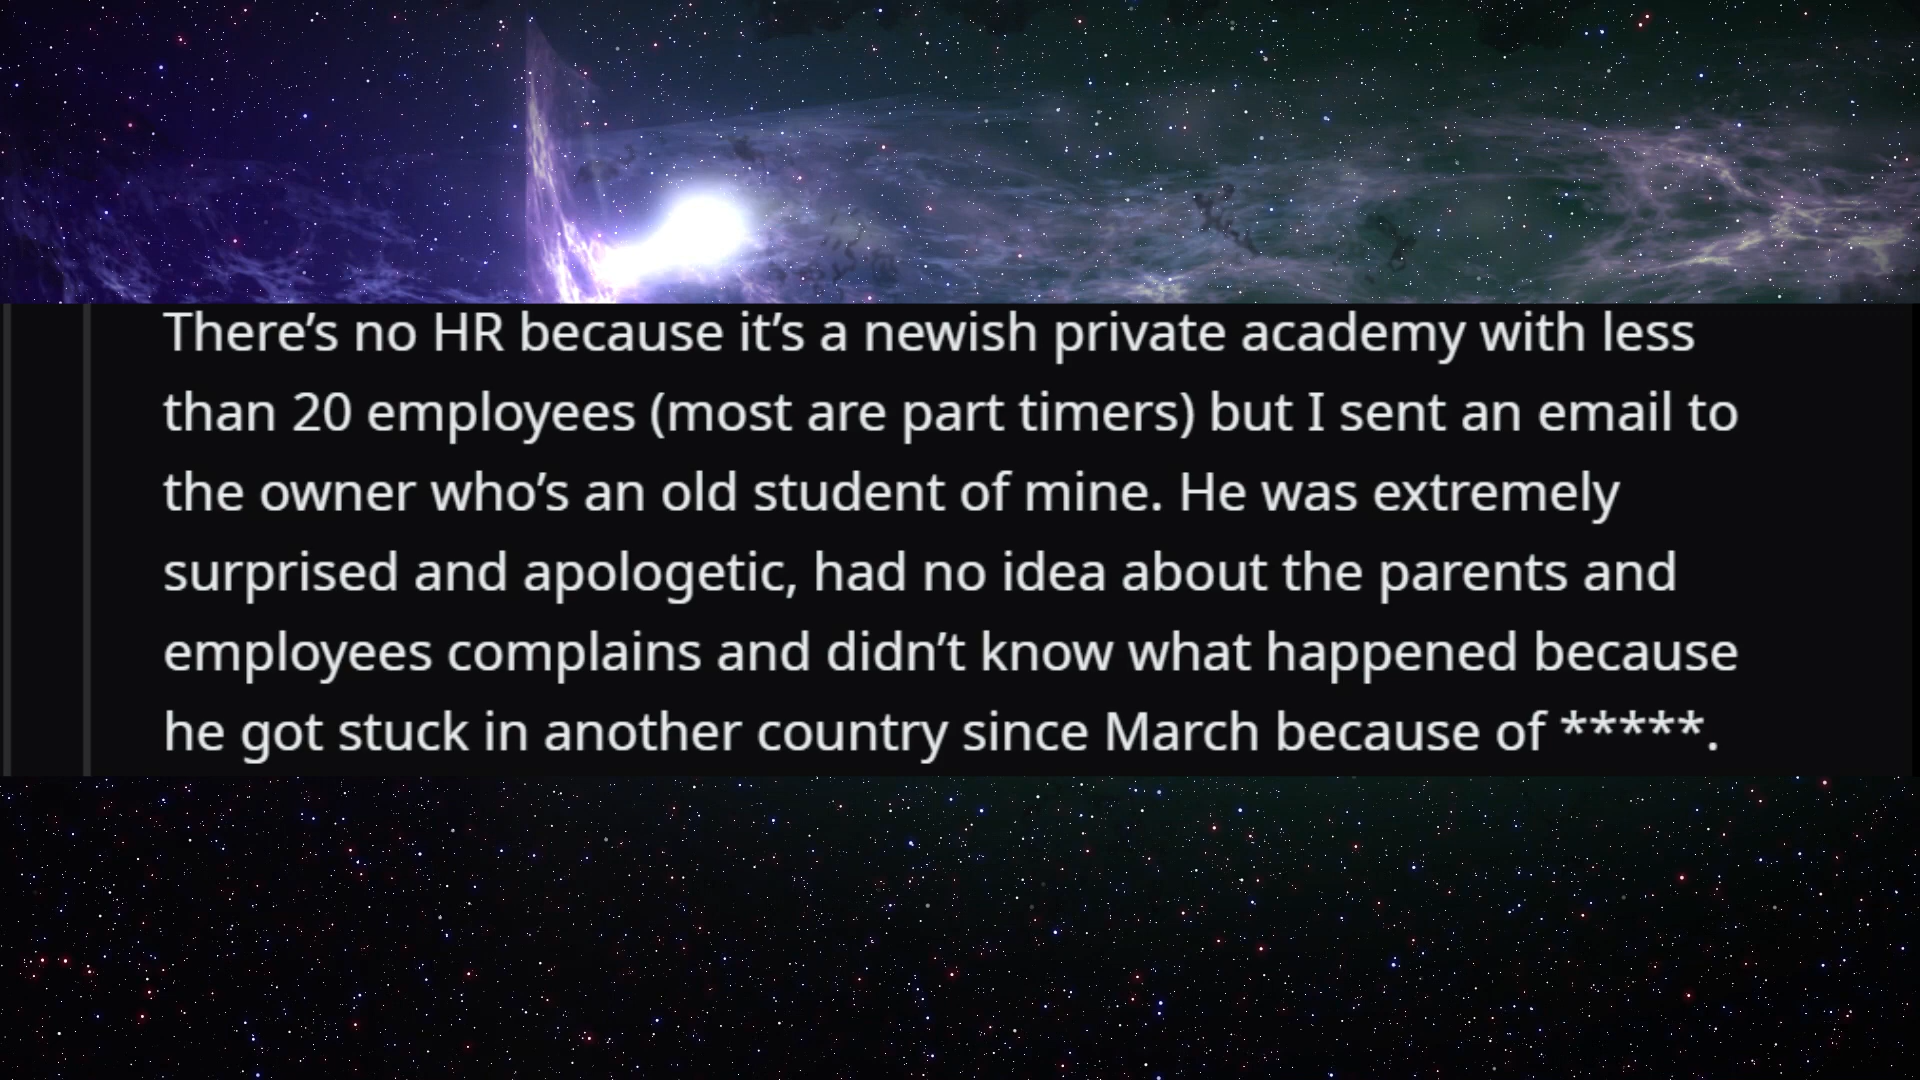 There’s no HR because it’s a newish private academy with less
than 20 employees (most are part timers) but I sent an email to
the owner who’s an old student of mine. He was extremely
surprised and apologetic, had no idea about the parents and
employees complains and didn’t know what happened because
he got stuck in another country since March because of *****.